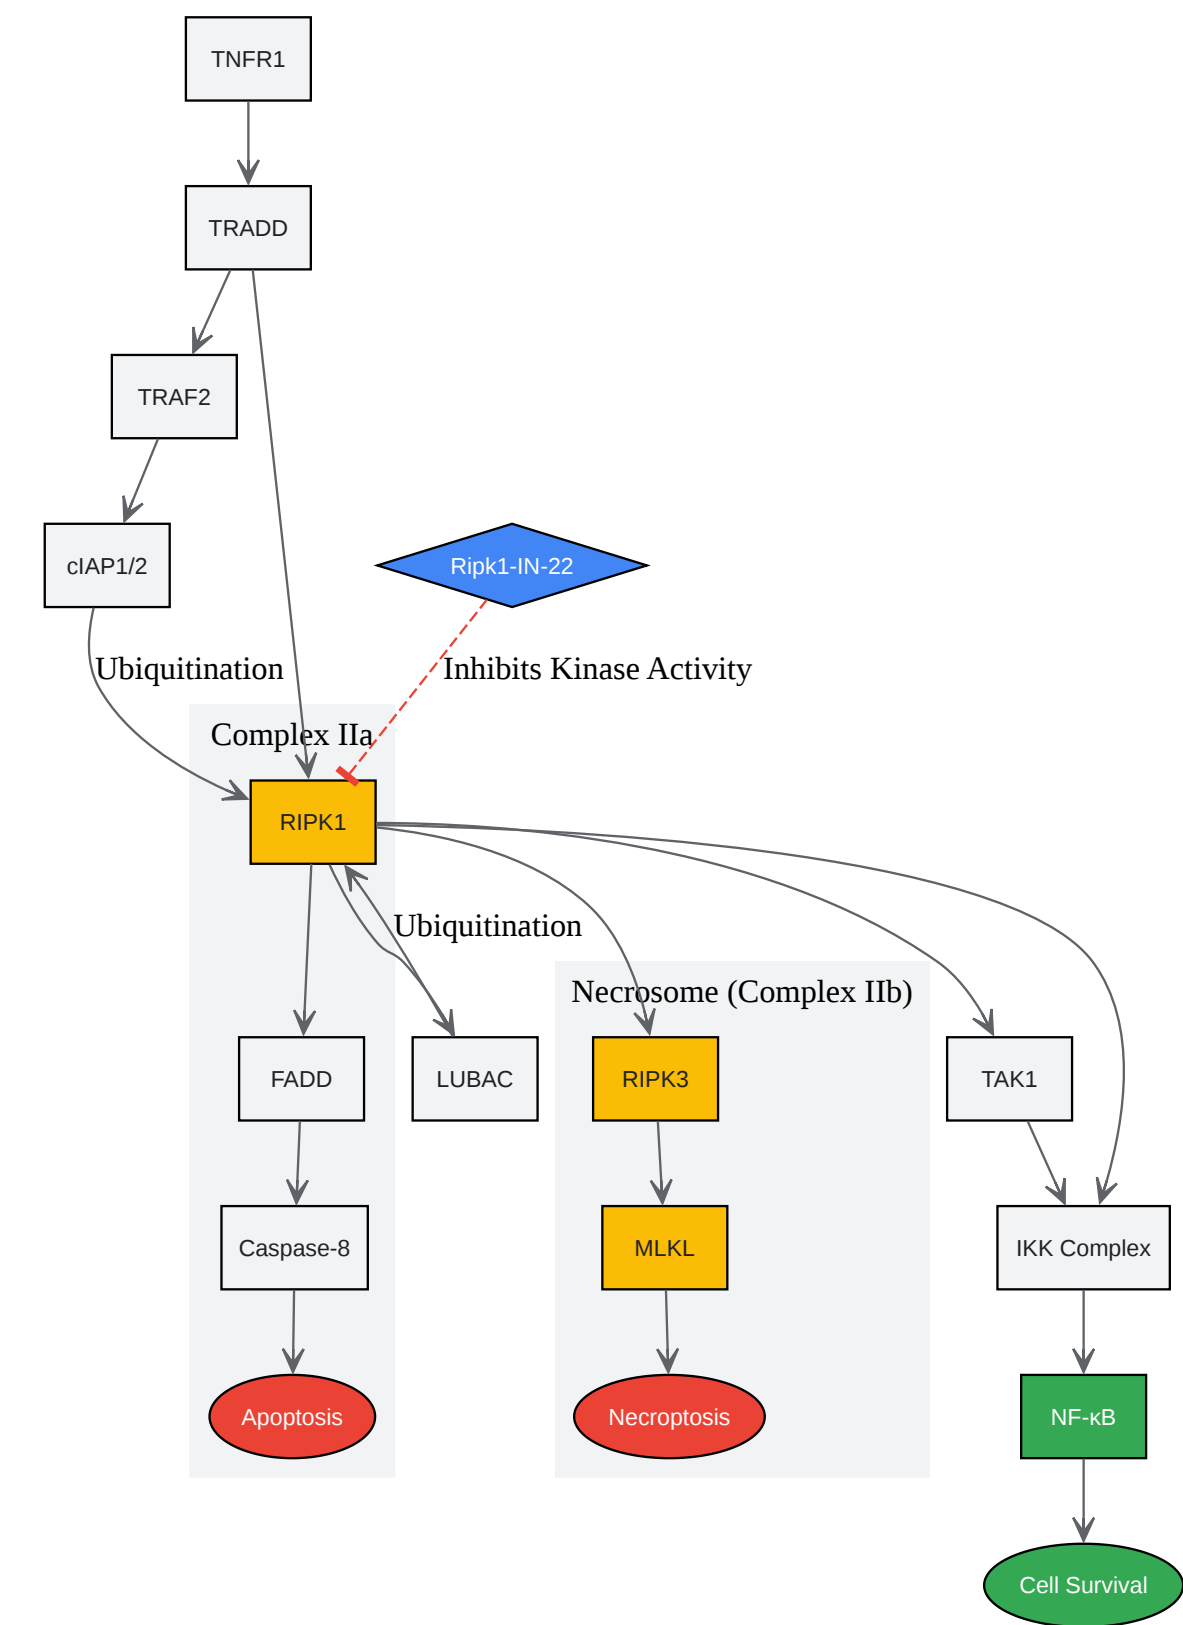 TNFR1
TRADD
TRAF2
cIAP1/2
Ripk1-IN-22
Ubiquitination
Inhibits Kinase Activity
Complex IIa
RIPK1
Ubiquitination
Necrosome (Complex IIb)
FADD
LUBAC
RIPK3
TAK1
Caspase-8
MLKL
IKK Complex
Apoptosis
Necroptosis
NF-κB
Cell Survival